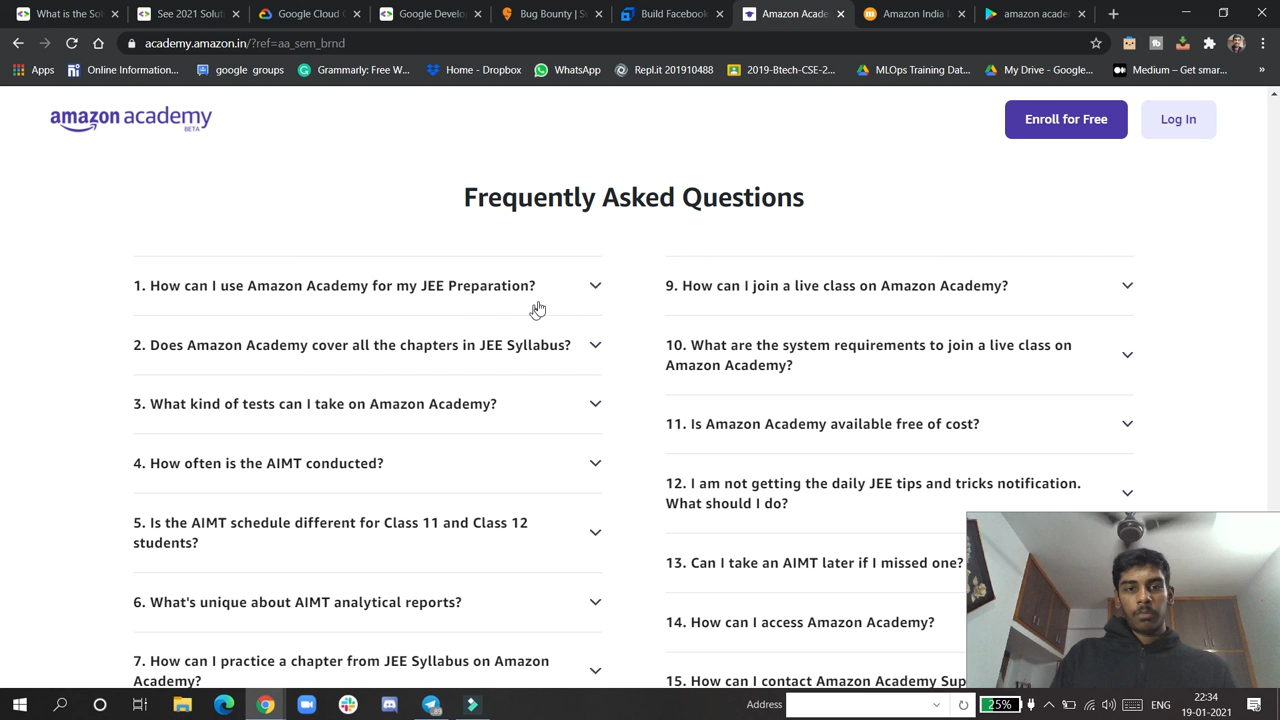 What is the Sol
See 2021 Solut
Google Cloud C
Google Develo
Bug Bounty | S
Build Facebook
Amazon Acade
Amazon India l
amazon acade
academy.amazon.in/?ref=aa_sem_brnd
Apps
Online Information...
google groups
Grammarly: Free W...
Home - Dropbox
WhatsApp
Repl.it 201910488
2019-Btech-CSE-2...
MLOps Training Dat...
My Drive - Google...
Medium – Get smar...
amazon academy
BETA
Enroll for Free
Log In
Frequently Asked Questions
1. How can I use Amazon Academy for my JEE Preparation?
2. Does Amazon Academy cover all the chapters in JEE Syllabus?
3. What kind of tests can I take on Amazon Academy?
4. How often is the AIMT conducted?
5. Is the AIMT schedule different for Class 11 and Class 12
students?
6. What's unique about AIMT analytical reports?
7. How can I practice a chapter from JEE Syllabus on Amazon
Academy?
9. How can I join a live class on Amazon Academy?
10. What are the system requirements to join a live class on
Amazon Academy?
11. Is Amazon Academy available free of cost?
12. I am not getting the daily JEE tips and tricks notification.
What should I do?
13. Can I take an AIMT later if I missed one?
14. How can I access Amazon Academy?
15. How can I contact Amazon Academy Sup
Address
25%
ENG
22:34
19-01-2021